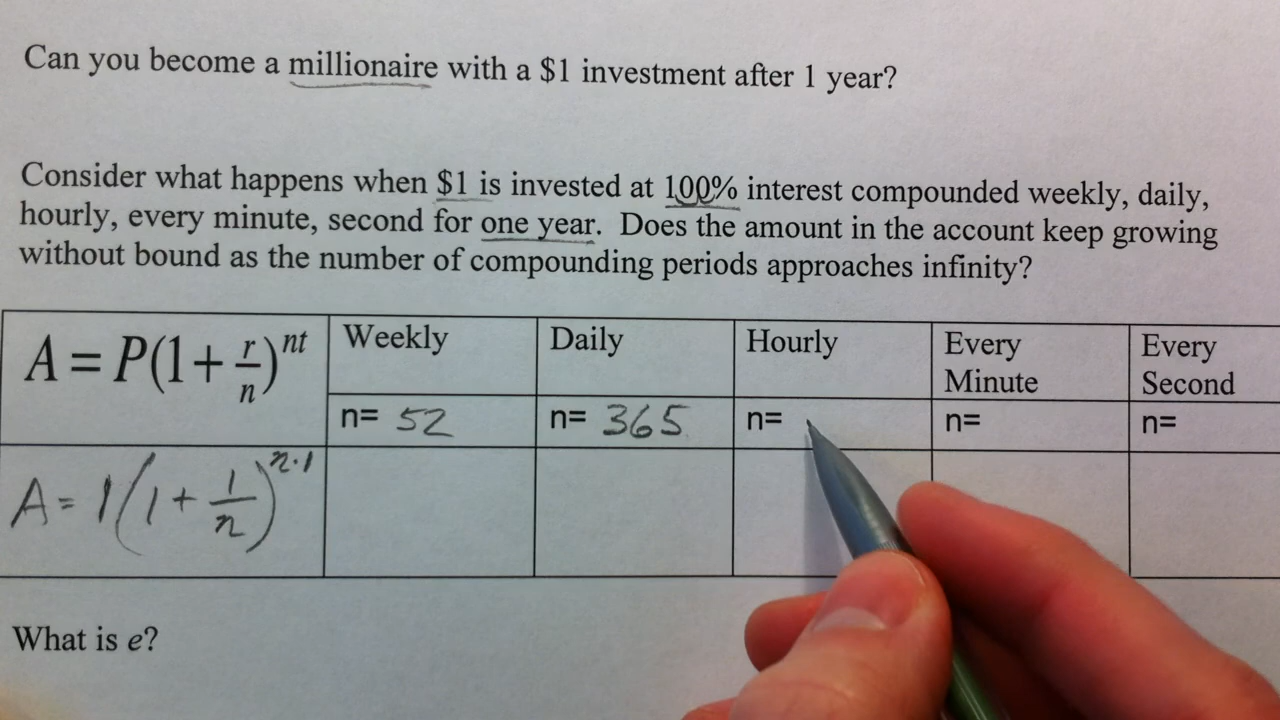 Can you become a millionaire with a $1 investment after 1 year?
Consider what happens when $1 is invested at 100% interest compounded weekly, daily,
hourly, every minute, second for one year. Does the amount in the account keep growing
without bound as the number of compounding periods approaches infinity?
A = P(1 + r/n)^nt
Weekly
Daily
Hourly
Every
Minute
Every
Second
n= 52
n= 365
n=
n=
n=
A = 1(1 + 1/n)^n·1
What is e?